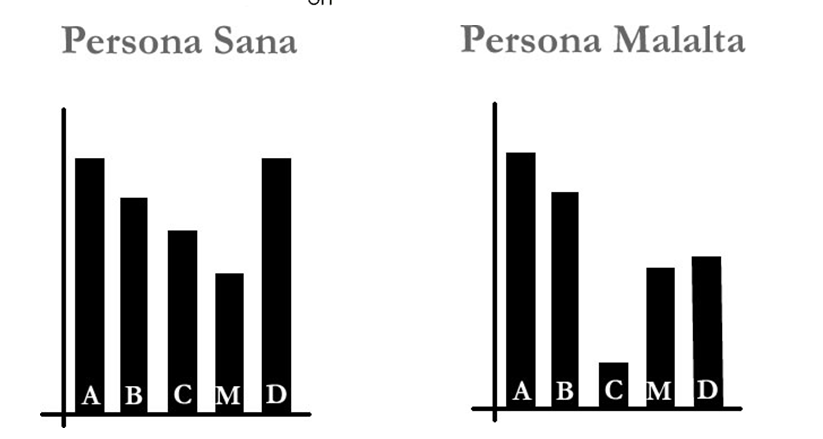 Persona Sana
Persona Malalta
A B C M D
A B C M D